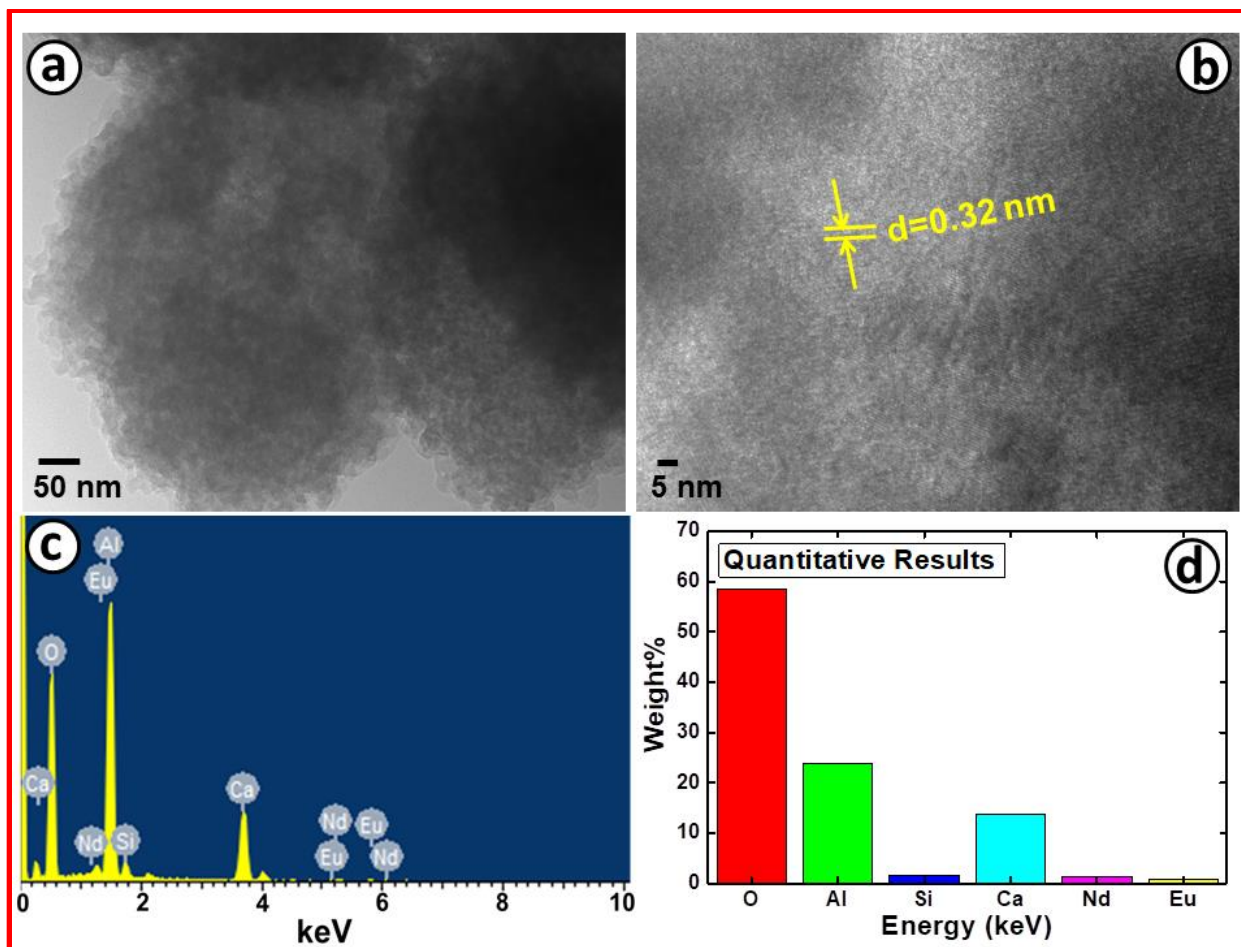 a
50 nm
b
d=0.32 nm
5 nm
c
Al
Eu
O
Ca
Nd
Si
Ca
Nd
Eu
Eu
Nd
0 2 4 6 8 10
keV
d
Quantitative Results
70
60
50
40
30
20
10
0
Weight%
O Al Si Ca Nd Eu
Energy (keV)